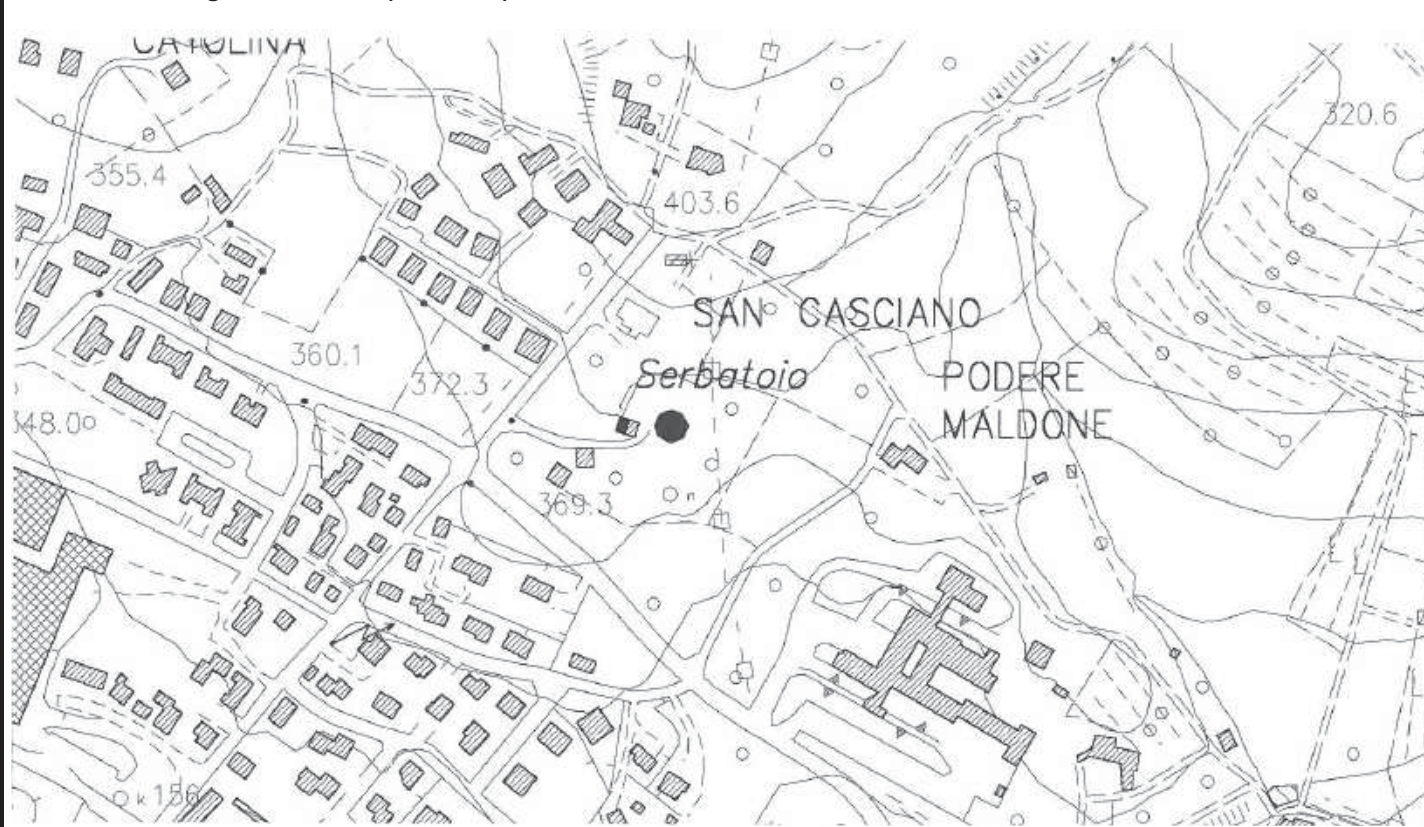 CATOLINA
320.6
355.4
403.6
SAN CASCIANO
360.1
372.3
Serbatoio
PODERE
MALDONE
348.0
369.3
n
k 156